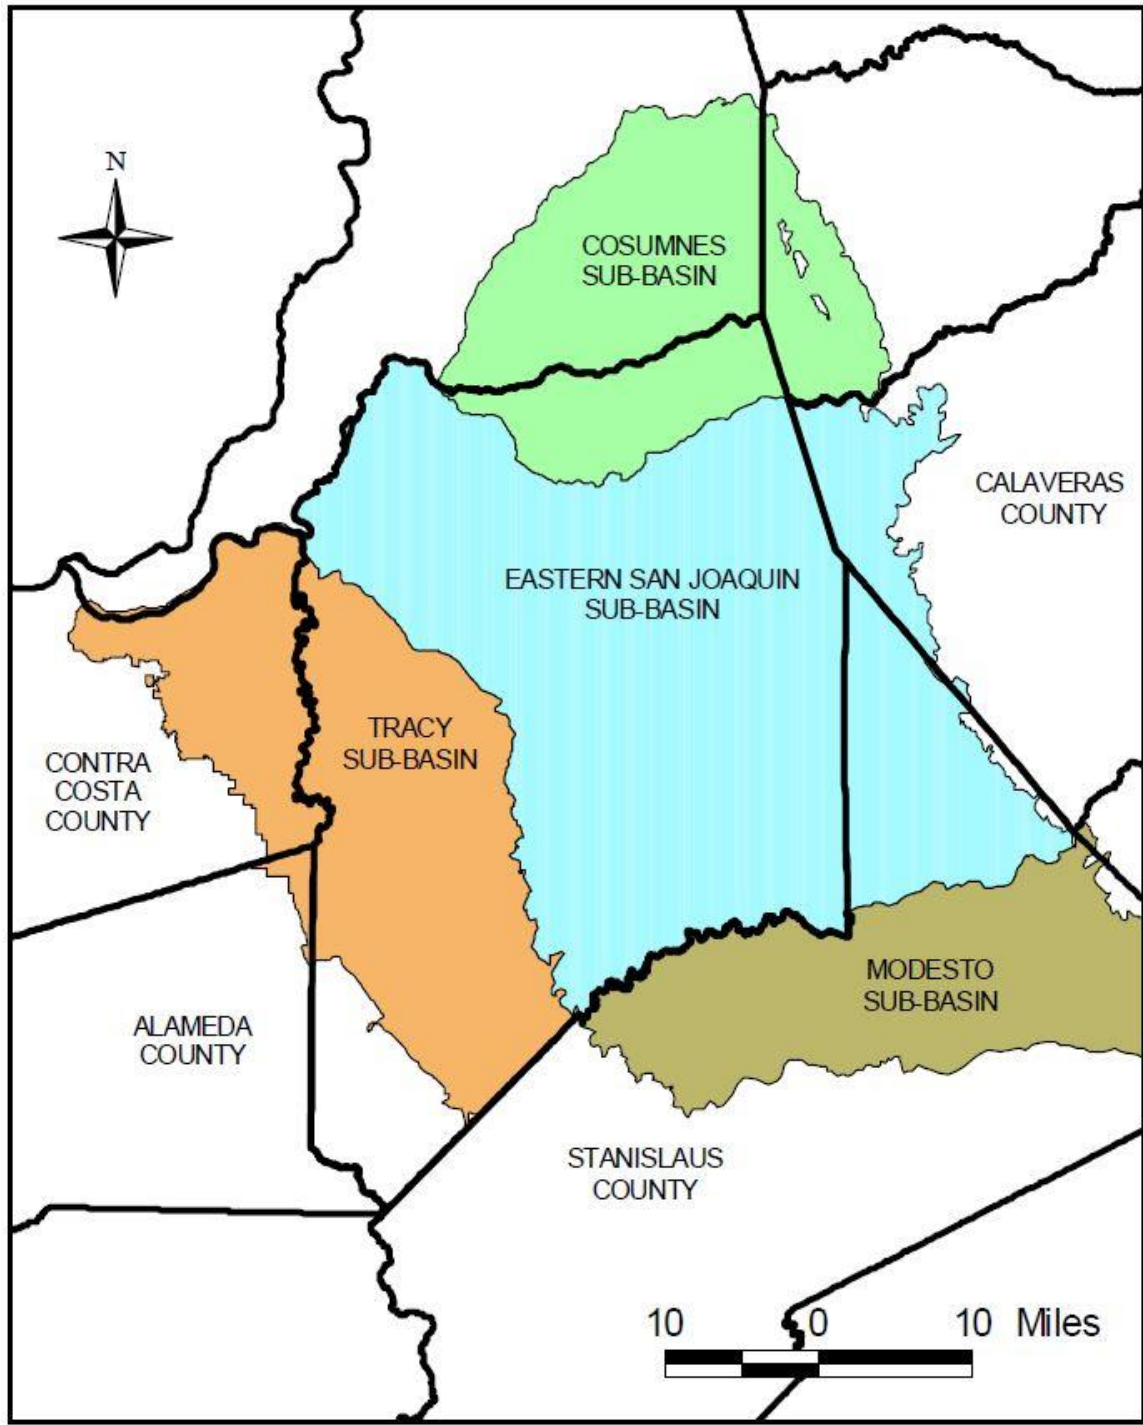 N
COSUMNES
SUB-BASIN
CALAVERAS
COUNTY
EASTERN SAN JOAQUIN
SUB-BASIN
TRACY
SUB-BASIN
CONTRA
COSTA
COUNTY
MODESTO
SUB-BASIN
ALAMEDA
COUNTY
STANISLAUS
COUNTY
10 0 10 Miles